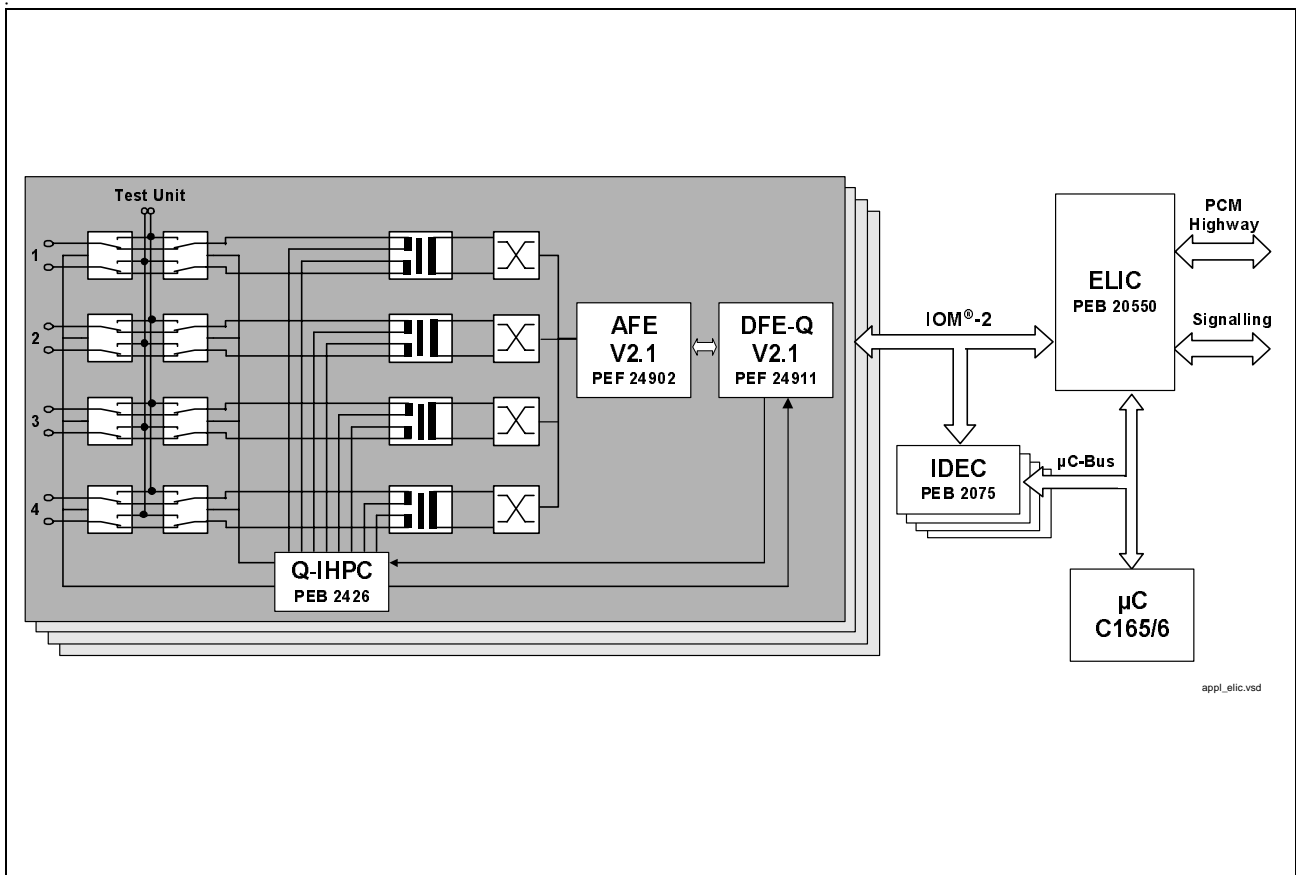 Test Unit
1
2
3
4
AFE
V2.1
PEF 24902
DFE-Q
V2.1
PEF 24911
Q-IHPC
PEB 2426
IOM®-2
ELIC
PEB 20550
PCM
Highway
Signalling
IDEC
PEB 2075
µC-Bus
µC
C165/6
appl_elic.vsd